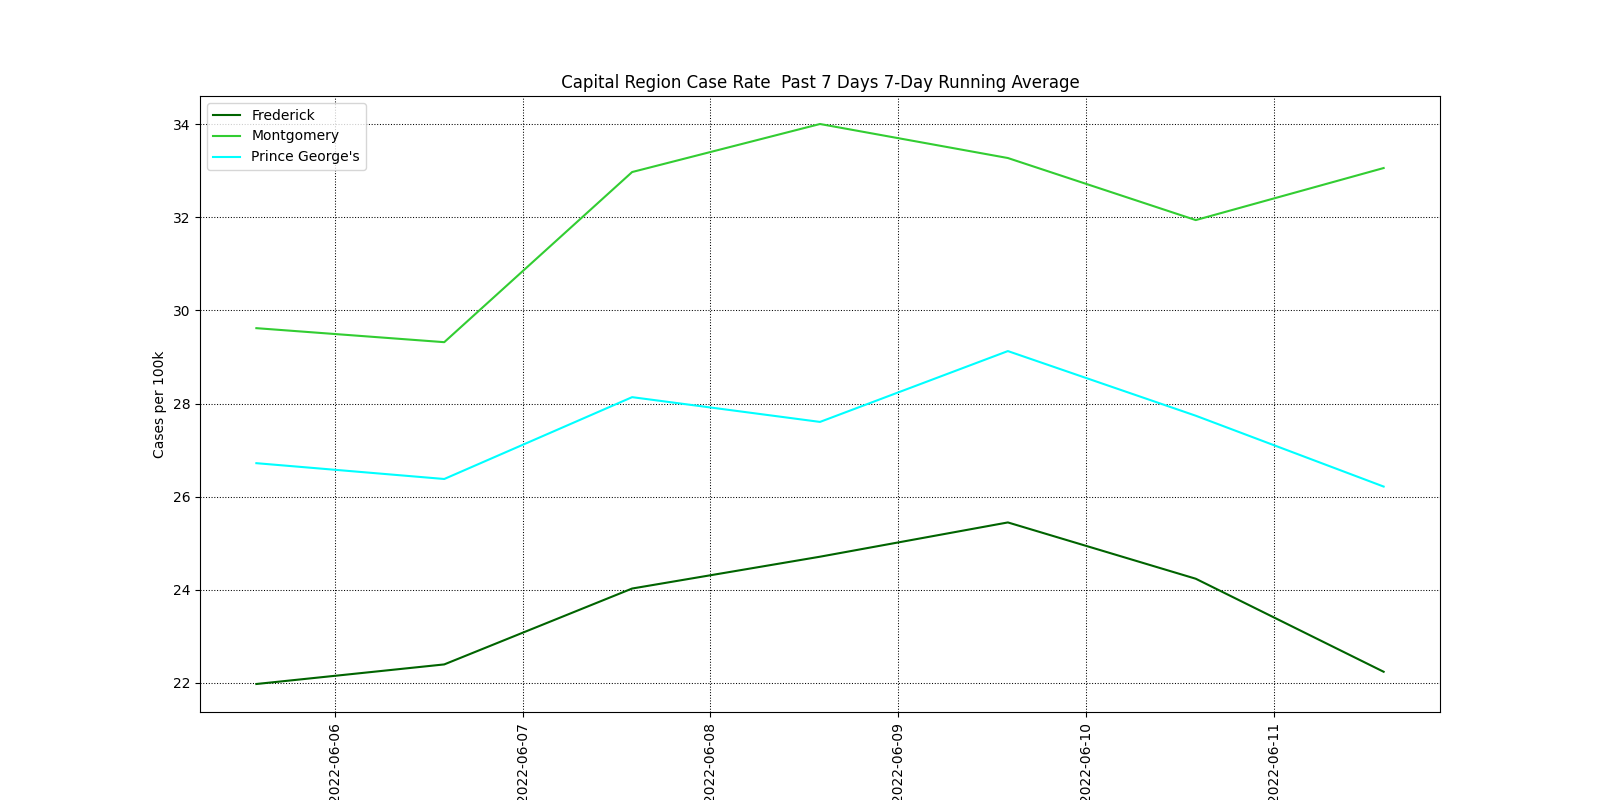 Capital Region Case Rate  Past 7 Days 7-Day Running Average
Frederick
Montgomery
Prince George's
34
32
30
28
26
24
22
Cases per 100k
2022-06-06
2022-06-07
2022-06-08
2022-06-09
2022-06-10
2022-06-11